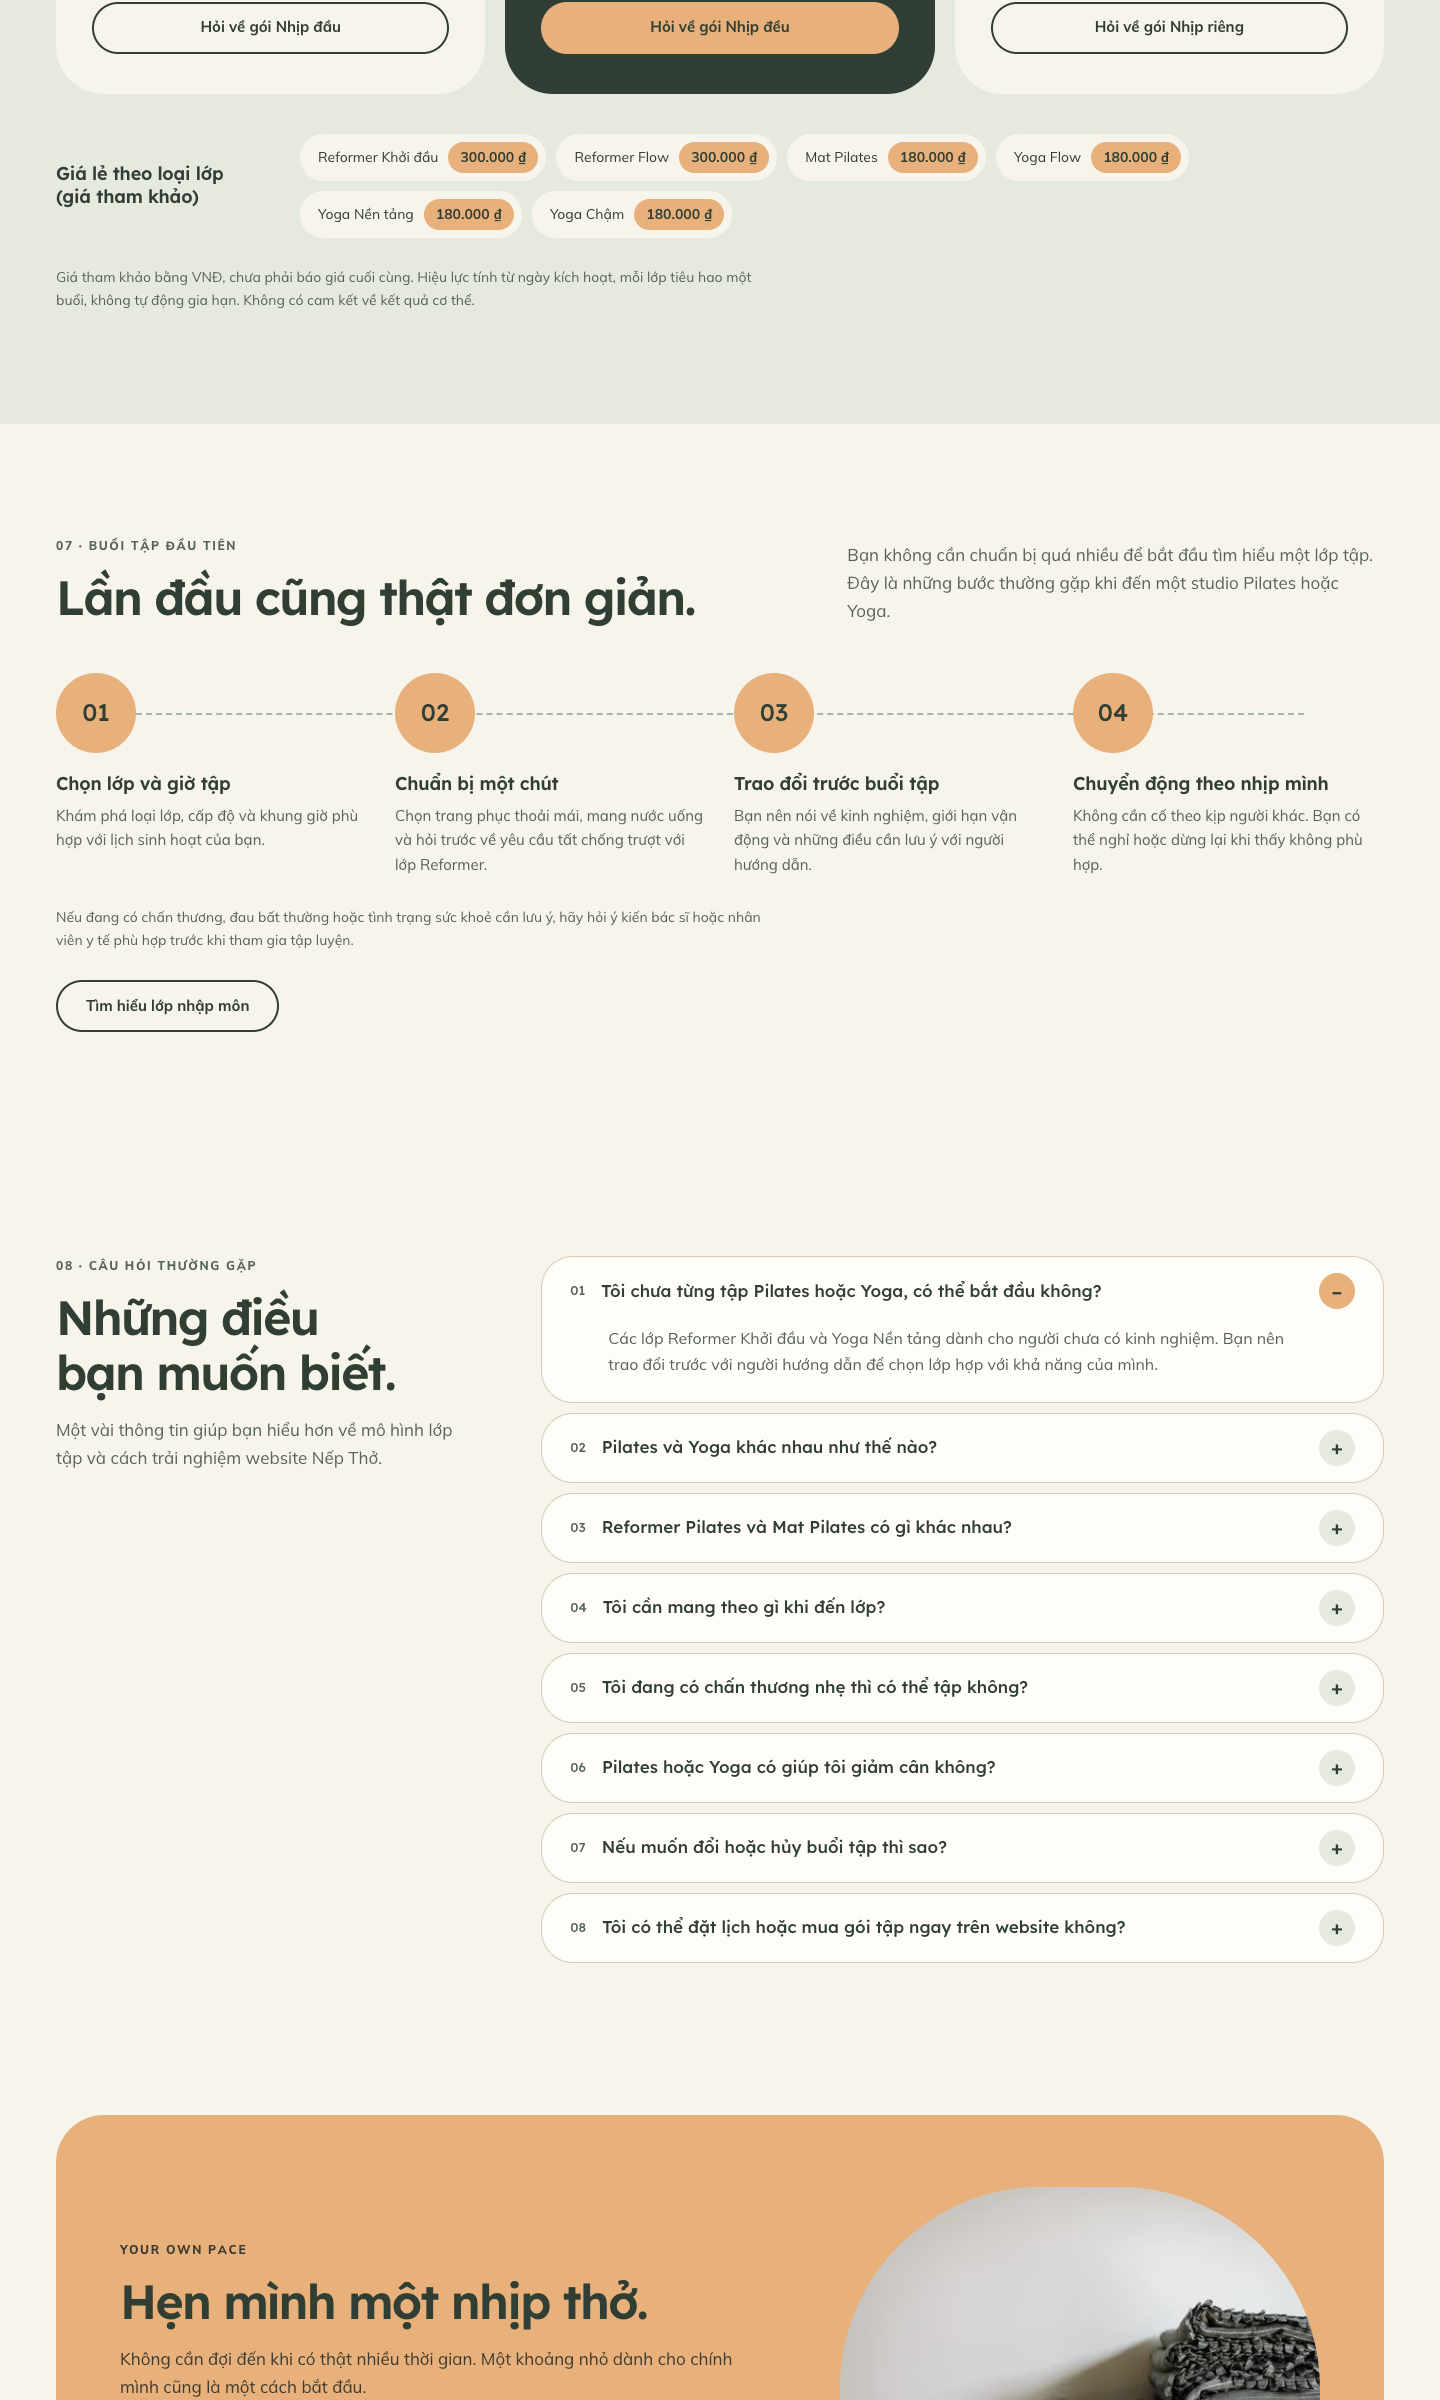 Hỏi về gói Nhịp đầu
Hỏi về gói Nhịp đều
Hỏi về gói Nhịp riêng
Giá lẻ theo loại lớp
(giá tham khảo)
Reformer Khởi đầu 300.000 ₫
Reformer Flow 300.000 ₫
Mat Pilates 180.000 ₫
Yoga Flow 180.000 ₫
Yoga Nền tảng 180.000 ₫
Yoga Chậm 180.000 ₫
Giá tham khảo bằng VNĐ, chưa phải báo giá cuối cùng. Hiệu lực tính từ ngày kích hoạt, mỗi lớp tiêu hao một
buổi, không tự động gia hạn. Không có cam kết về kết quả cơ thể.
07 · BUỔI TẬP ĐẦU TIÊN
Lần đầu cũng thật đơn giản.
Bạn không cần chuẩn bị quá nhiều để bắt đầu tìm hiểu một lớp tập.
Đây là những bước thường gặp khi đến một studio Pilates hoặc
Yoga.
01
Chọn lớp và giờ tập
Khám phá loại lớp, cấp độ và khung giờ phù
hợp với lịch sinh hoạt của bạn.
02
Chuẩn bị một chút
Chọn trang phục thoải mái, mang nước uống
và hỏi trước về yêu cầu tất chống trượt với
lớp Reformer.
03
Trao đổi trước buổi tập
Bạn nên nói về kinh nghiệm, giới hạn vận
động và những điều cần lưu ý với người
hướng dẫn.
04
Chuyển động theo nhịp mình
Không cần cố theo kịp người khác. Bạn có
thể nghỉ hoặc dừng lại khi thấy không phù
hợp.
Nếu đang có chấn thương, đau bất thường hoặc tình trạng sức khoẻ cần lưu ý, hãy hỏi ý kiến bác sĩ hoặc nhân
viên y tế phù hợp trước khi tham gia tập luyện.
Tìm hiểu lớp nhập môn
08 · CÂU HỎI THƯỜNG GẶP
Những điều
bạn muốn biết.
Một vài thông tin giúp bạn hiểu hơn về mô hình lớp
tập và cách trải nghiệm website Nếp Thở.
01 Tôi chưa từng tập Pilates hoặc Yoga, có thể bắt đầu không? –
Các lớp Reformer Khởi đầu và Yoga Nền tảng dành cho người chưa có kinh nghiệm. Bạn nên
trao đổi trước với người hướng dẫn để chọn lớp hợp với khả năng của mình.
02 Pilates và Yoga khác nhau như thế nào? +
03 Reformer Pilates và Mat Pilates có gì khác nhau? +
04 Tôi cần mang theo gì khi đến lớp? +
05 Tôi đang có chấn thương nhẹ thì có thể tập không? +
06 Pilates hoặc Yoga có giúp tôi giảm cân không? +
07 Nếu muốn đổi hoặc hủy buổi tập thì sao? +
08 Tôi có thể đặt lịch hoặc mua gói tập ngay trên website không? +
YOUR OWN PACE
Hẹn mình một nhịp thở.
Không cần đợi đến khi có thật nhiều thời gian. Một khoảng nhỏ dành cho chính
mình cũng là một cách bắt đầu.